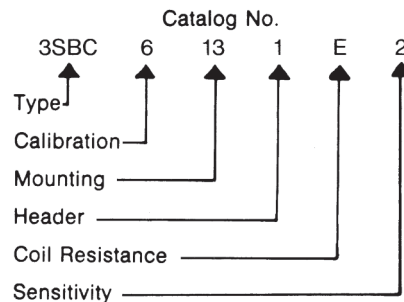 Catalog No.
3SBC 6 13 1 E 2
Type
Calibration
Mounting
Header
Coil Resistance
Sensitivity